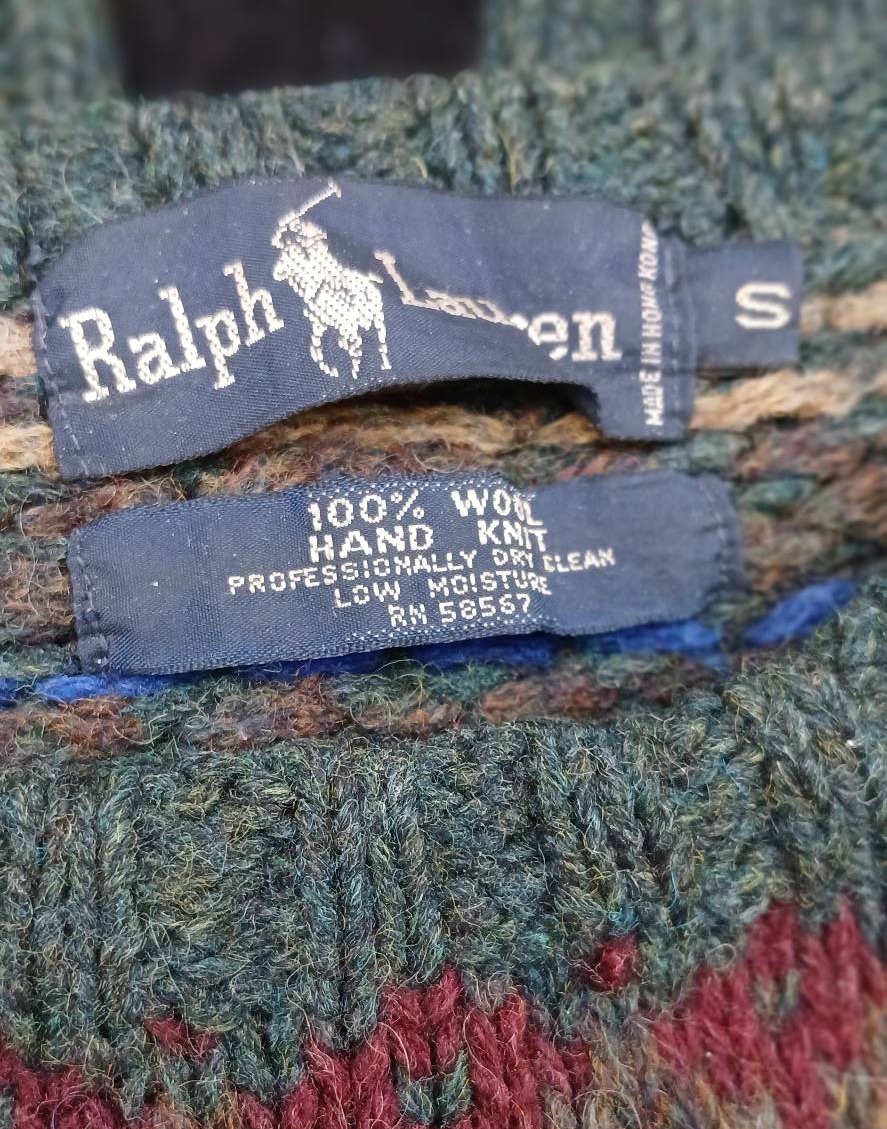 Ralph Lauren
MADE IN HONG KONG
S
100% WOOL
HAND KNIT
PROFESSIONALLY DRY CLEAN
LOW MOISTURE
RN 58567